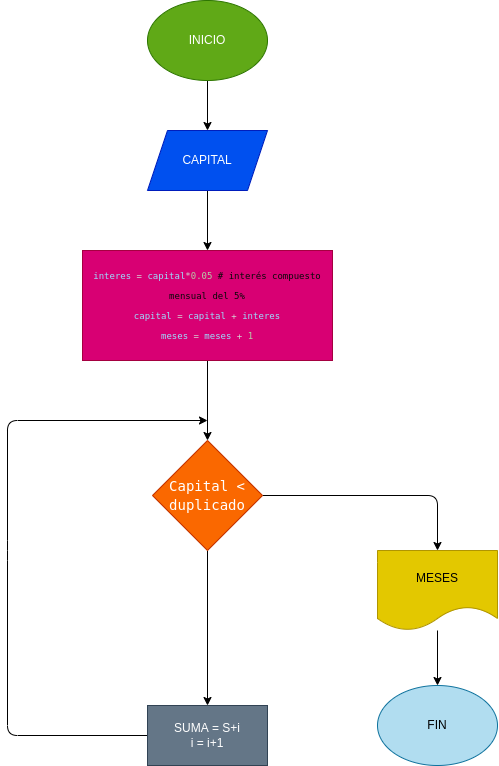 INICIO
CAPITAL
interes = capital*0.05 # interés compuesto
mensual del 5%
capital = capital + interes
meses = meses + 1
Capital <
duplicado
MESES
SUMA = S+i
i = i+1
FIN